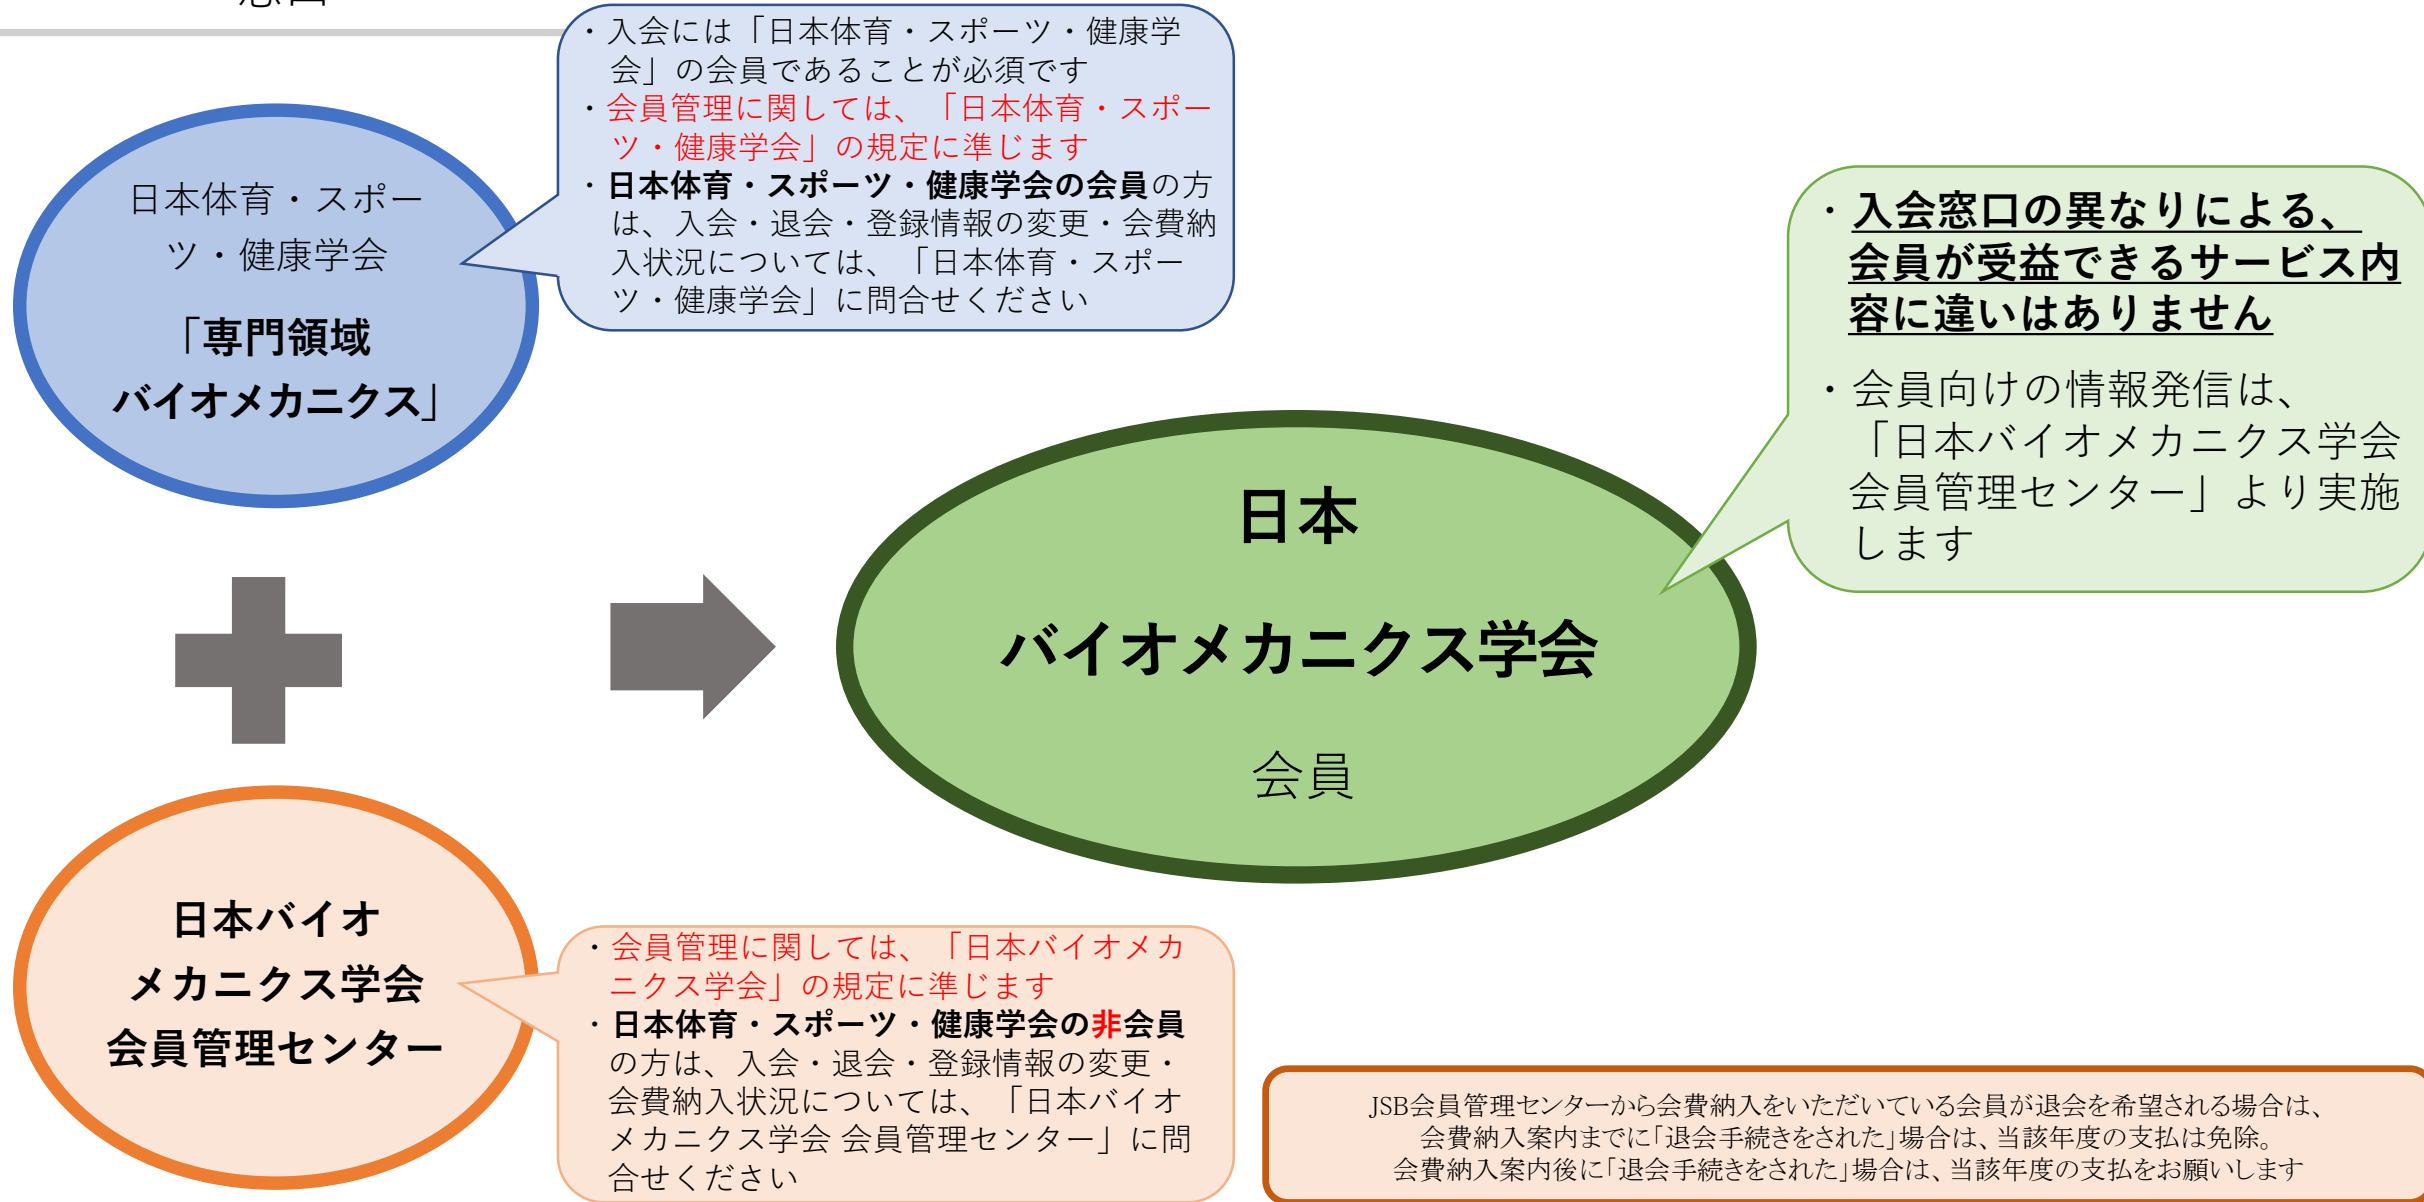 ・入会には「日本体育・スポーツ・健康学
会」の会員であることが必須です
・会員管理に関しては、「日本体育・スポー
ツ・健康学会」の規定に準じます
・日本体育・スポーツ・健康学会の会員の方
は、入会・退会・登録情報の変更・会費納
入状況については、「日本体育・スポー
ツ・健康学会」に問合せください
日本体育・スポー
ツ・健康学会
「専門領域
バイオメカニクス」
・入会窓口の異なりによる、
会員が受益できるサービス内
容に違いはありません
・会員向けの情報発信は、
「日本バイオメカニクス学会
会員管理センター」より実施
します
日本
バイオメカニクス学会
会員
日本バイオ
メカニクス学会
会員管理センター
・会員管理に関しては、「日本バイオメカ
ニクス学会」の規定に準じます
・日本体育・スポーツ・健康学会の非会員
の方は、入会・退会・登録情報の変更・
会費納入状況については、「日本バイオ
メカニクス学会 会員管理センター」に問
合せください
JSB会員管理センターから会費納入をいただいている会員が退会を希望される場合は、
会費納入案内までに「退会手続きをされた」場合は、当該年度の支払は免除。
会費納入案内後に「退会手続きをされた」場合は、当該年度の支払をお願いします